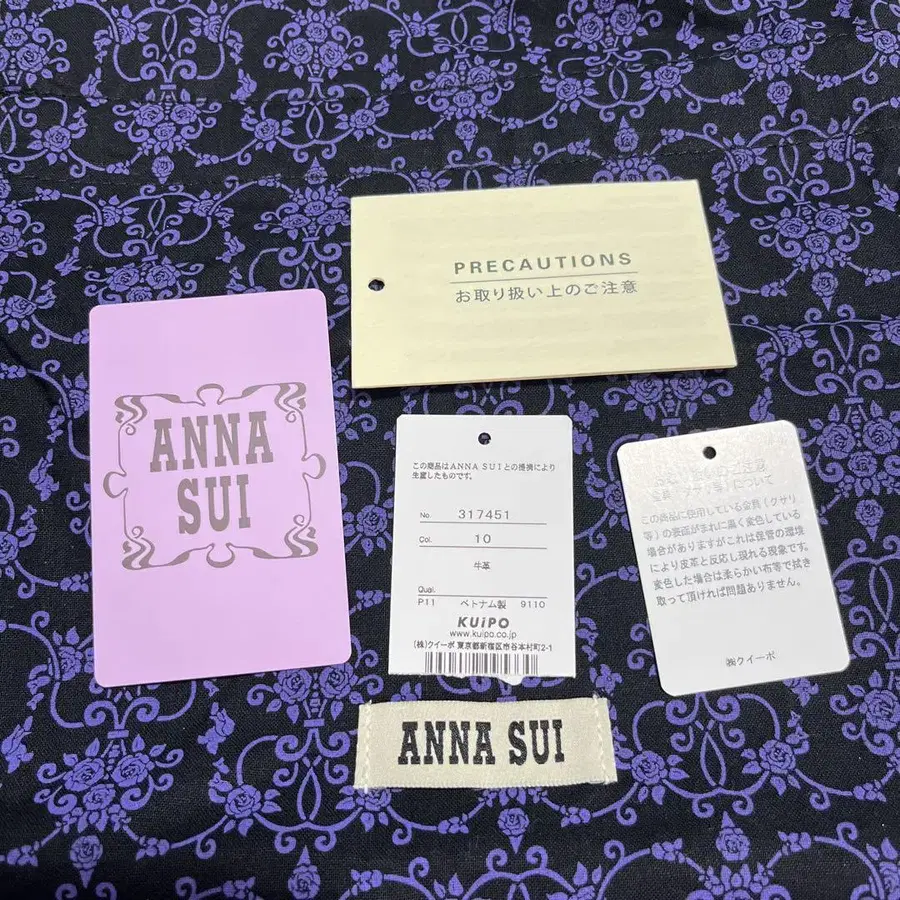 PRECAUTIONS
お取り扱い上のご注意
ANNA
SUI
この商品はANNA SUIとの提携により
生産したものです。
No. 317451
Col. 10
牛革
Qual.
P11 ベトナム製 9110
KUiPO
www.kuipo.co.jp
(株)クイーポ 東京都新宿区市谷本村町2-1
について
この商品に使用している金具(クサリ
等)の表面がまれに黒く変色している
場合がありますがこれは保管の環境
により皮革と反応し現れる現象です。
変色した場合は柔らかい布等で拭き
取って頂ければ問題ありません。
㈱クイーポ
ANNA SUI